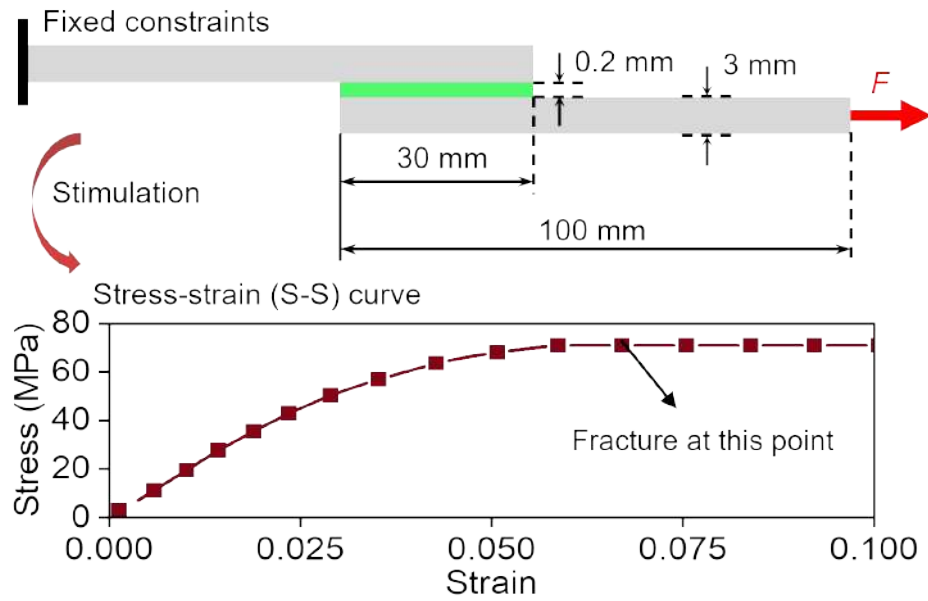 Fixed constraints
0.2 mm
3 mm
F
30 mm
Stimulation
100 mm
Stress-strain (S-S) curve
80
60
40
20
0
Stress (MPa)
Fracture at this point
0.000
0.025
0.050
0.075
0.100
Strain